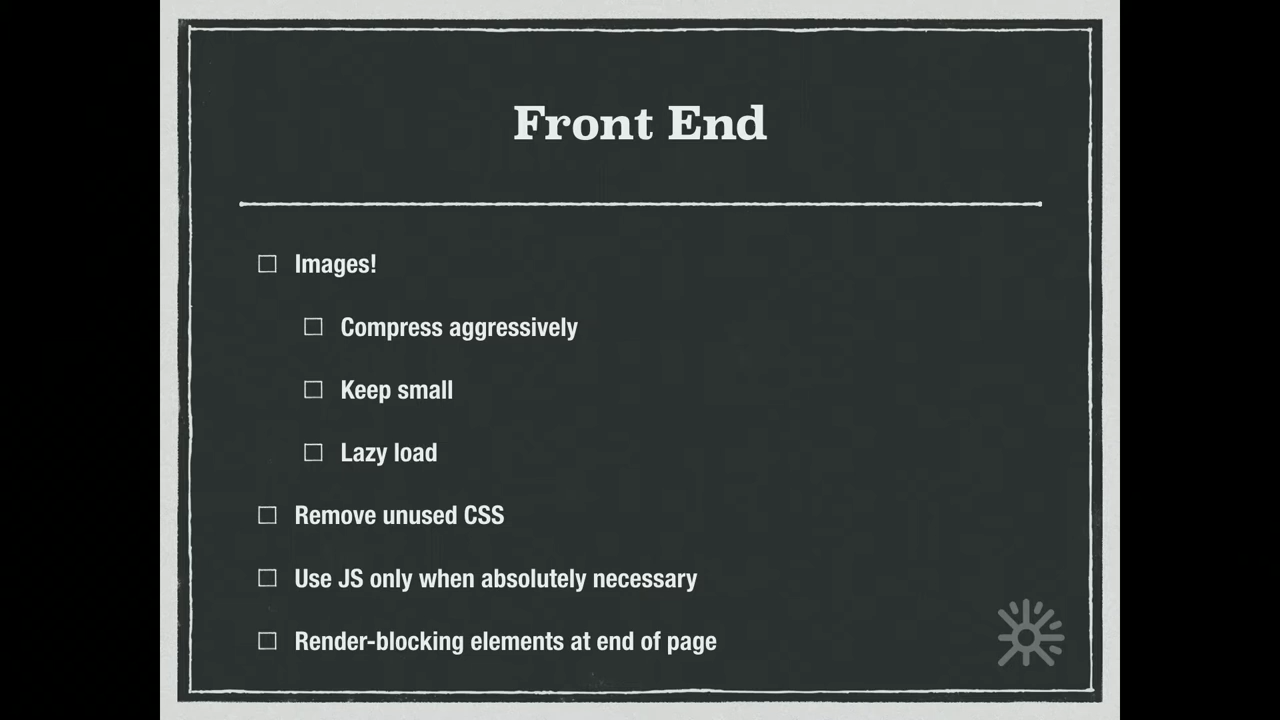 Front End
Images!
Compress aggressively
Keep small
Lazy load
Remove unused CSS
Use JS only when absolutely necessary
Render-blocking elements at end of page